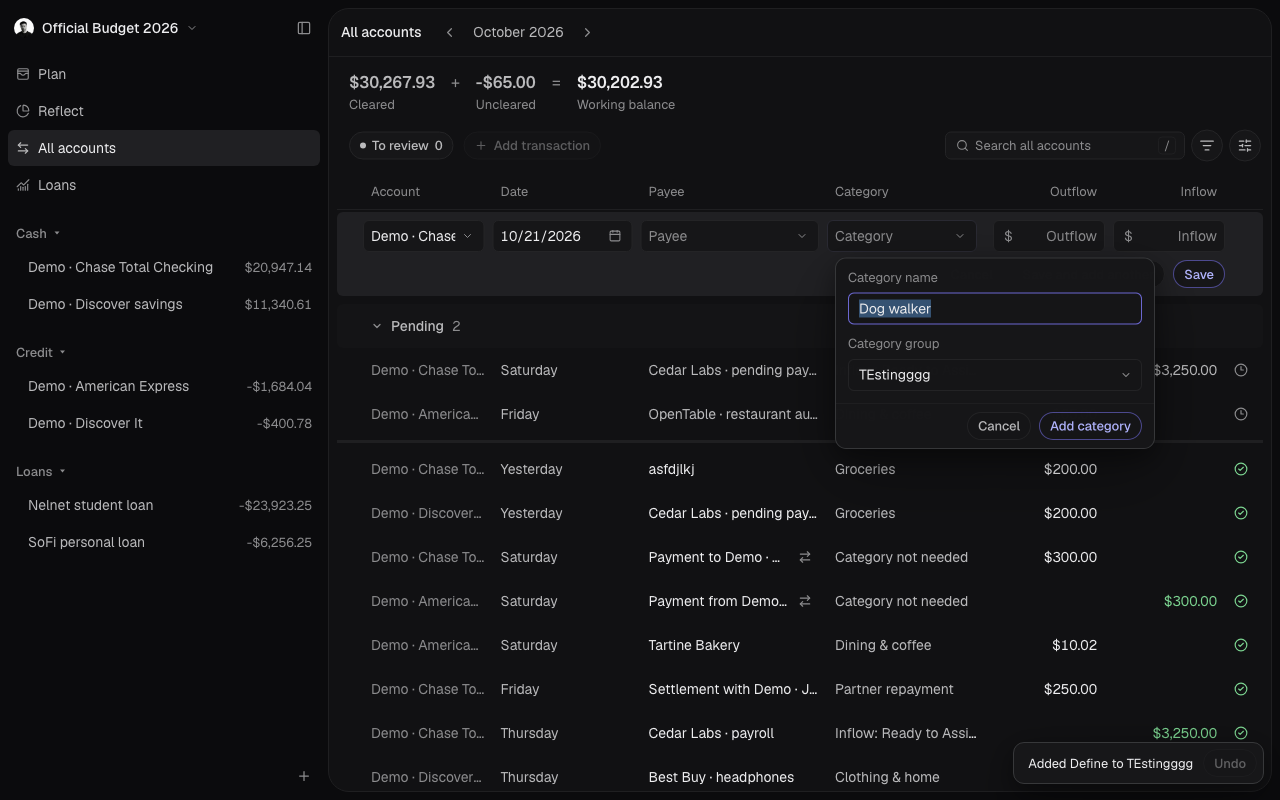 Official Budget 2026
Plan
Reflect
All accounts
Loans
Cash
Demo · Chase Total Checking $20,947.14
Demo · Discover savings $11,340.61
Credit
Demo · American Express -$1,684.04
Demo · Discover It -$400.78
Loans
Nelnet student loan -$23,923.25
SoFi personal loan -$6,256.25
All accounts October 2026
$30,267.93 + -$65.00 = $30,202.93
Cleared Uncleared Working balance
To review 0 + Add transaction Search all accounts /
Account Date Payee Category Outflow Inflow
Demo · Chase 10/21/2026 Payee Category $ Outflow $ Inflow
Save
Category name
Dog walker
Category group
TEstingggg
Cancel Add category
Pending 2
Demo · Chase To… Saturday Cedar Labs · pending pay… $3,250.00
Demo · America… Friday OpenTable · restaurant au…
Demo · Chase To… Yesterday asfdjlkj Groceries $200.00
Demo · Discover… Yesterday Cedar Labs · pending pay… Groceries $200.00
Demo · Chase To… Saturday Payment to Demo · … Category not needed $300.00
Demo · America… Saturday Payment from Demo… Category not needed $300.00
Demo · America… Saturday Tartine Bakery Dining & coffee $10.02
Demo · Chase To… Friday Settlement with Demo · J… Partner repayment $250.00
Demo · Chase To… Thursday Cedar Labs · payroll Inflow: Ready to Assi… $3,250.00
Demo · Discover… Thursday Best Buy · headphones Clothing & home
Added Define to TEstingggg Undo